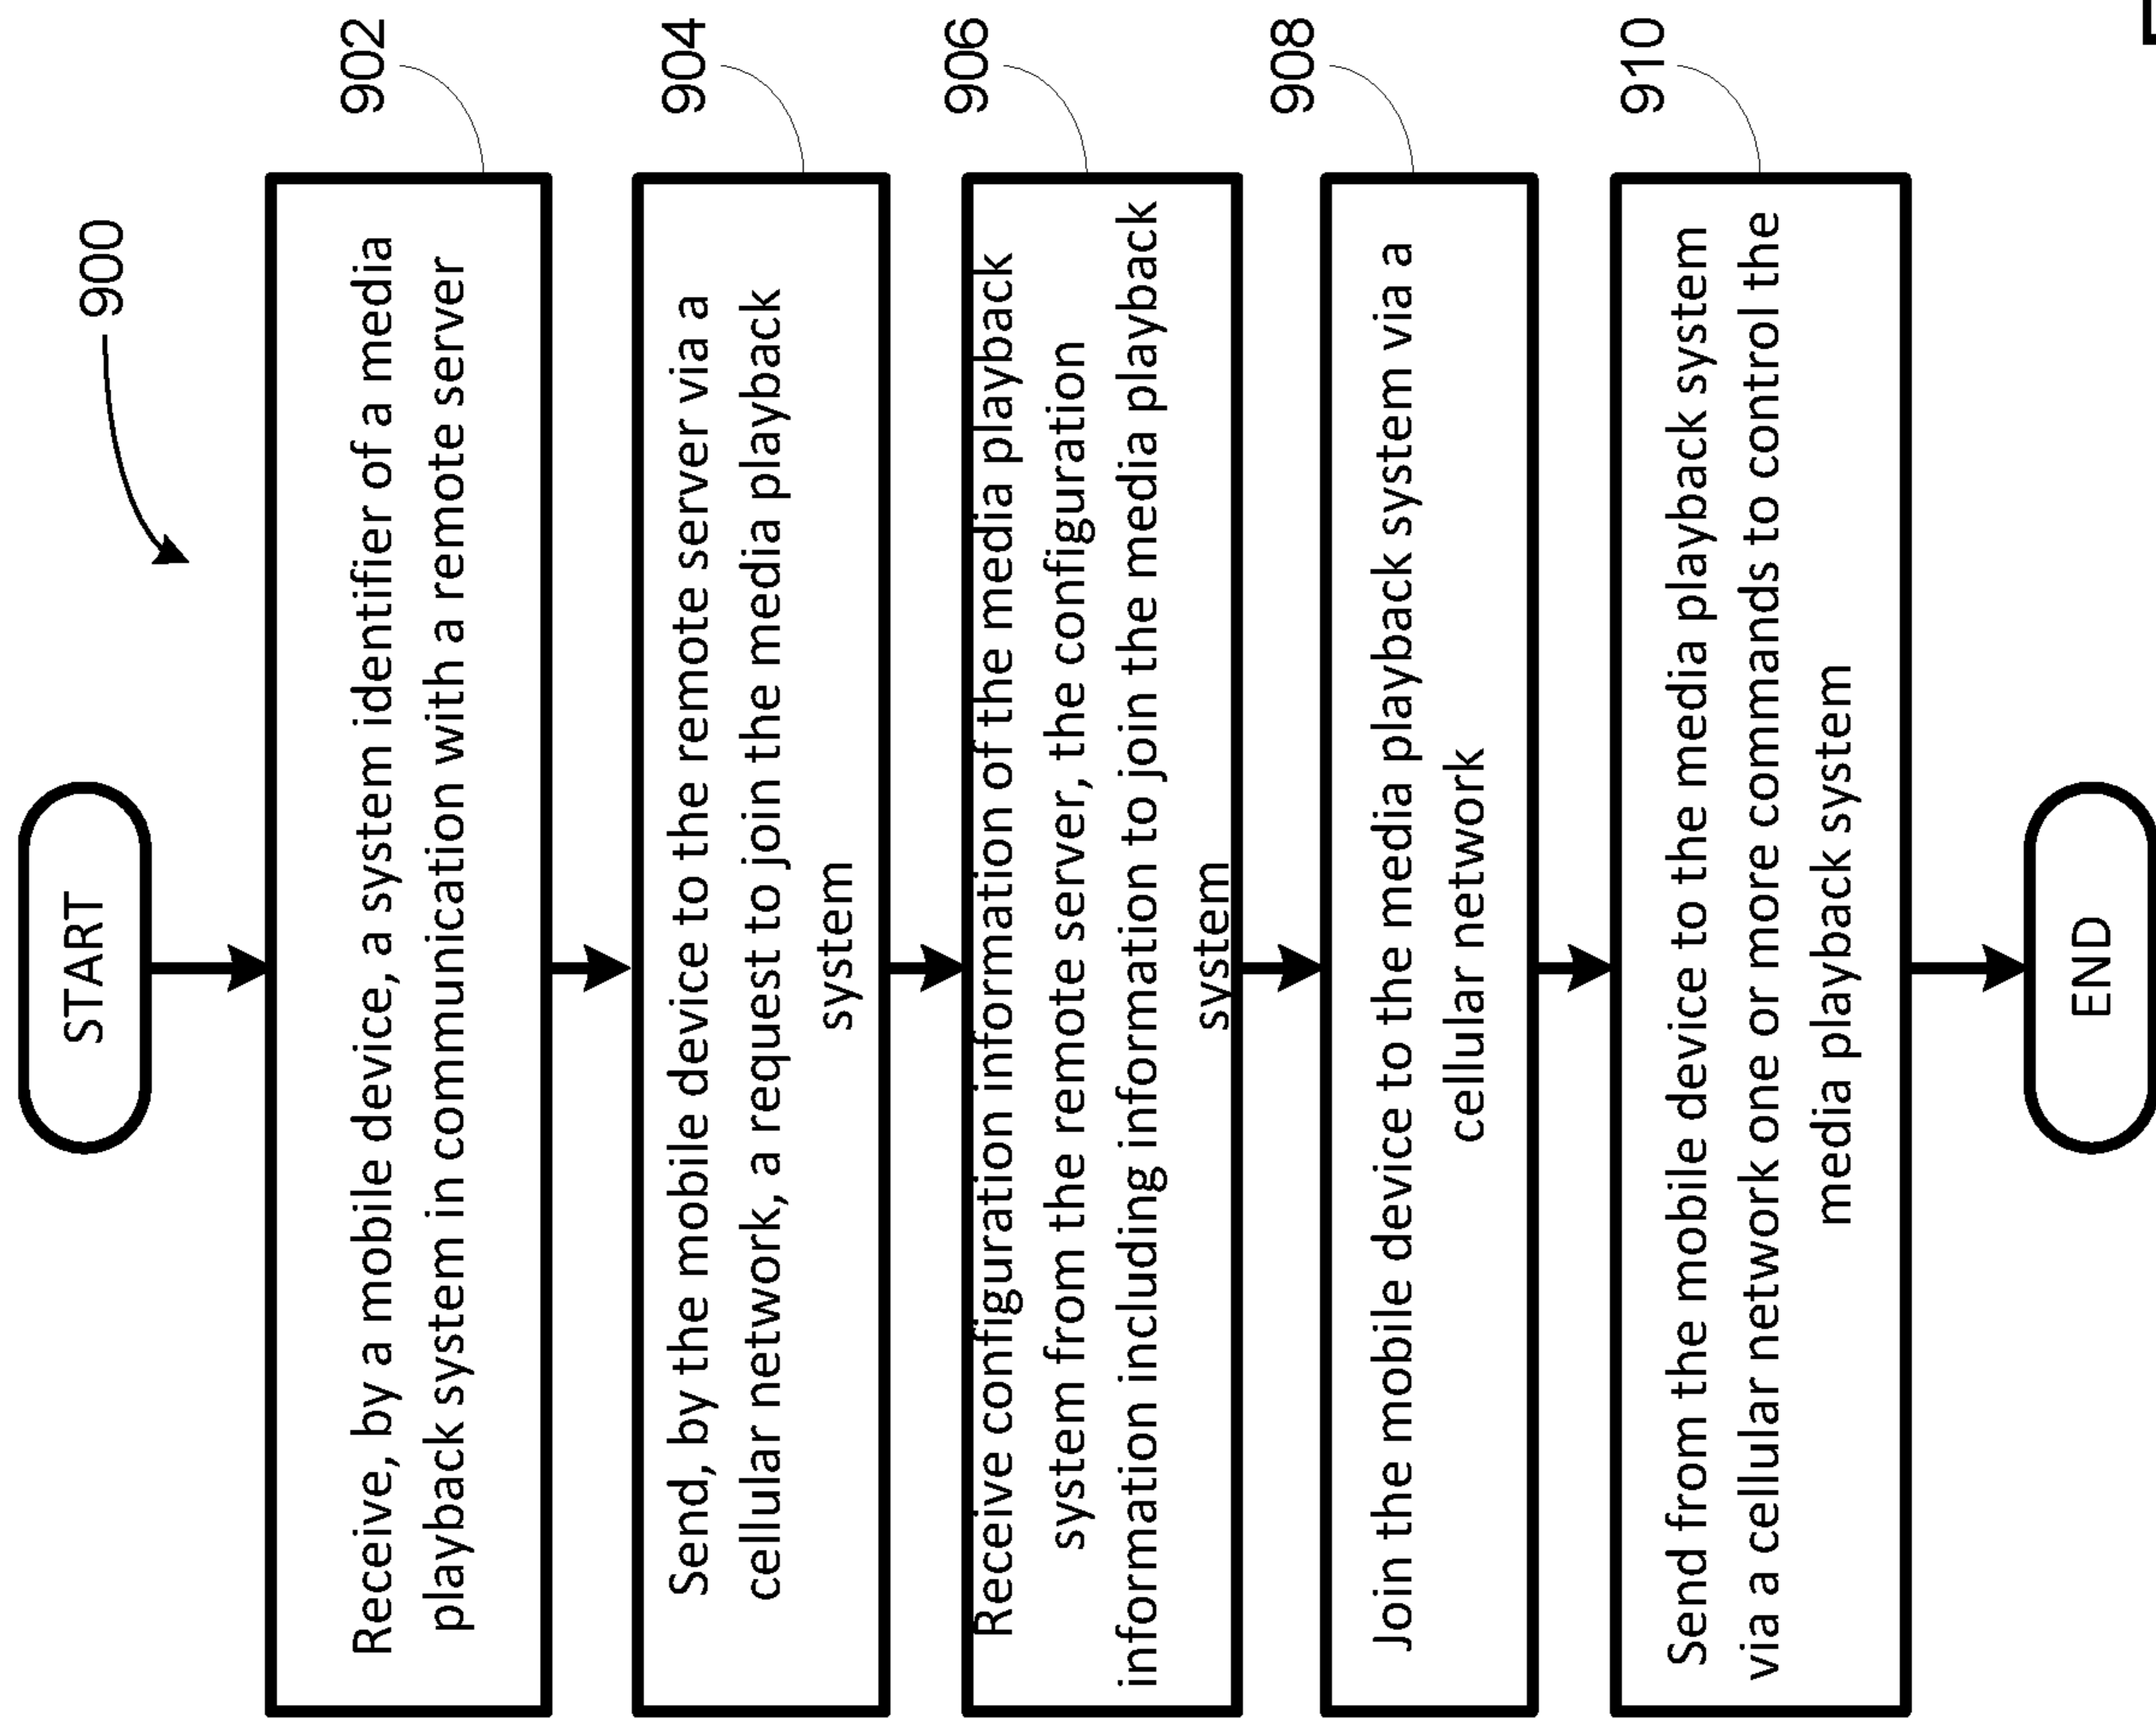 900
START
Receive, by a mobile device, a system identifier of a media
playback system in communication with a remote server
902
Send, by the mobile device to the remote server via a
cellular network, a request to join the media playback
system
904
Receive configuration information of the media playback
system from the remote server, the configuration
information including information to join the media playback
system
906
Join the mobile device to the media playback system via a
cellular network
908
Send from the mobile device to the media playback system
via a cellular network one or more commands to control the
media playback system
910
END